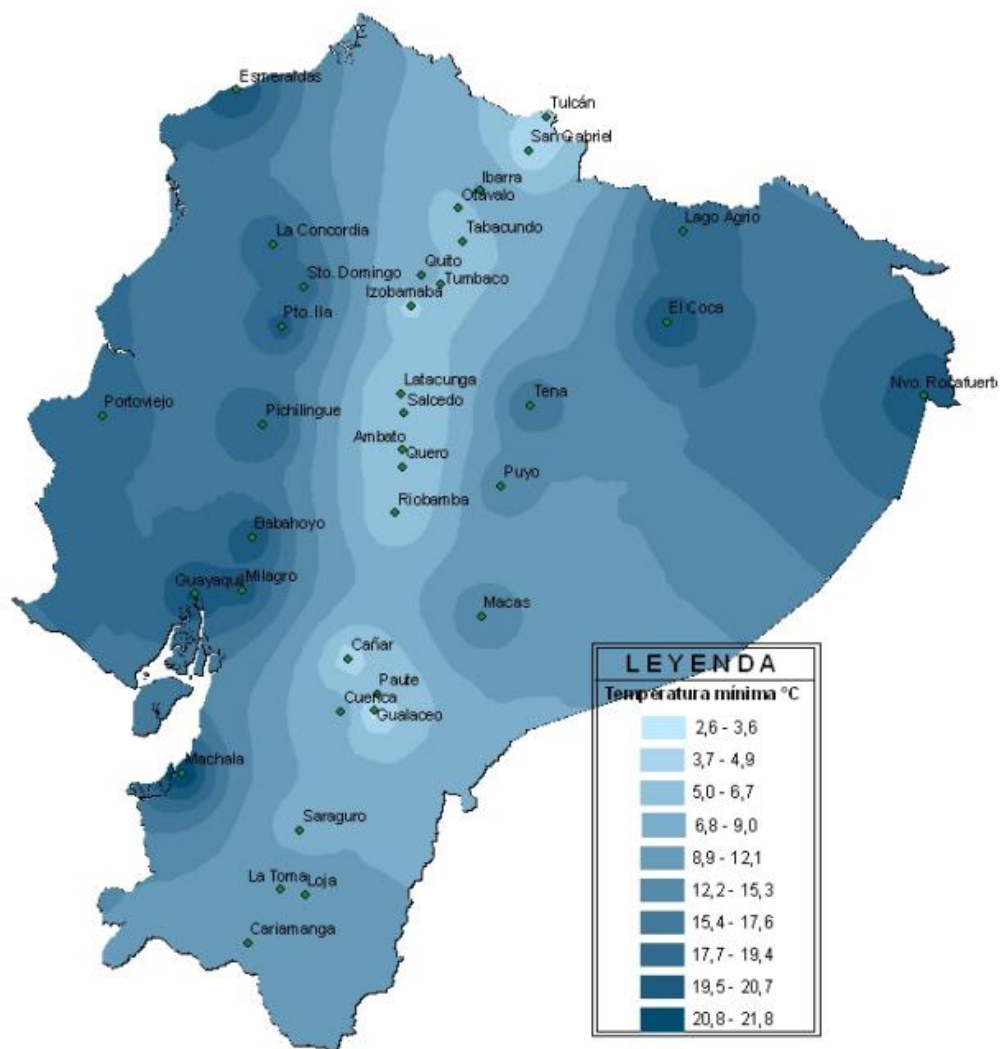 Esmeraldas
Tulcán
San Gabriel
Ibarra
Otavalo
Lago Agrio
La Concordia
Tabacundo
Sto. Domingo
Quito
Tumbaco
Izobamba
Pto. Ila
El Coca
Nvo. Rocafuerte
Latacunga
Salcedo
Tena
Portoviejo
Pichilingue
Ambato
Quero
Puyo
Riobamba
Babahoyo
Guayaquil
Milagro
Macas
Cañar
Paute
Cuenca
Gualaceo
Machala
Saraguro
La Toma
Loja
Cariamanga
LEYENDA
Temperatura mínima °C
2,6 - 3,6
3,7 - 4,9
5,0 - 6,7
6,8 - 9,0
8,9 - 12,1
12,2 - 15,3
15,4 - 17,6
17,7 - 19,4
19,5 - 20,7
20,8 - 21,8